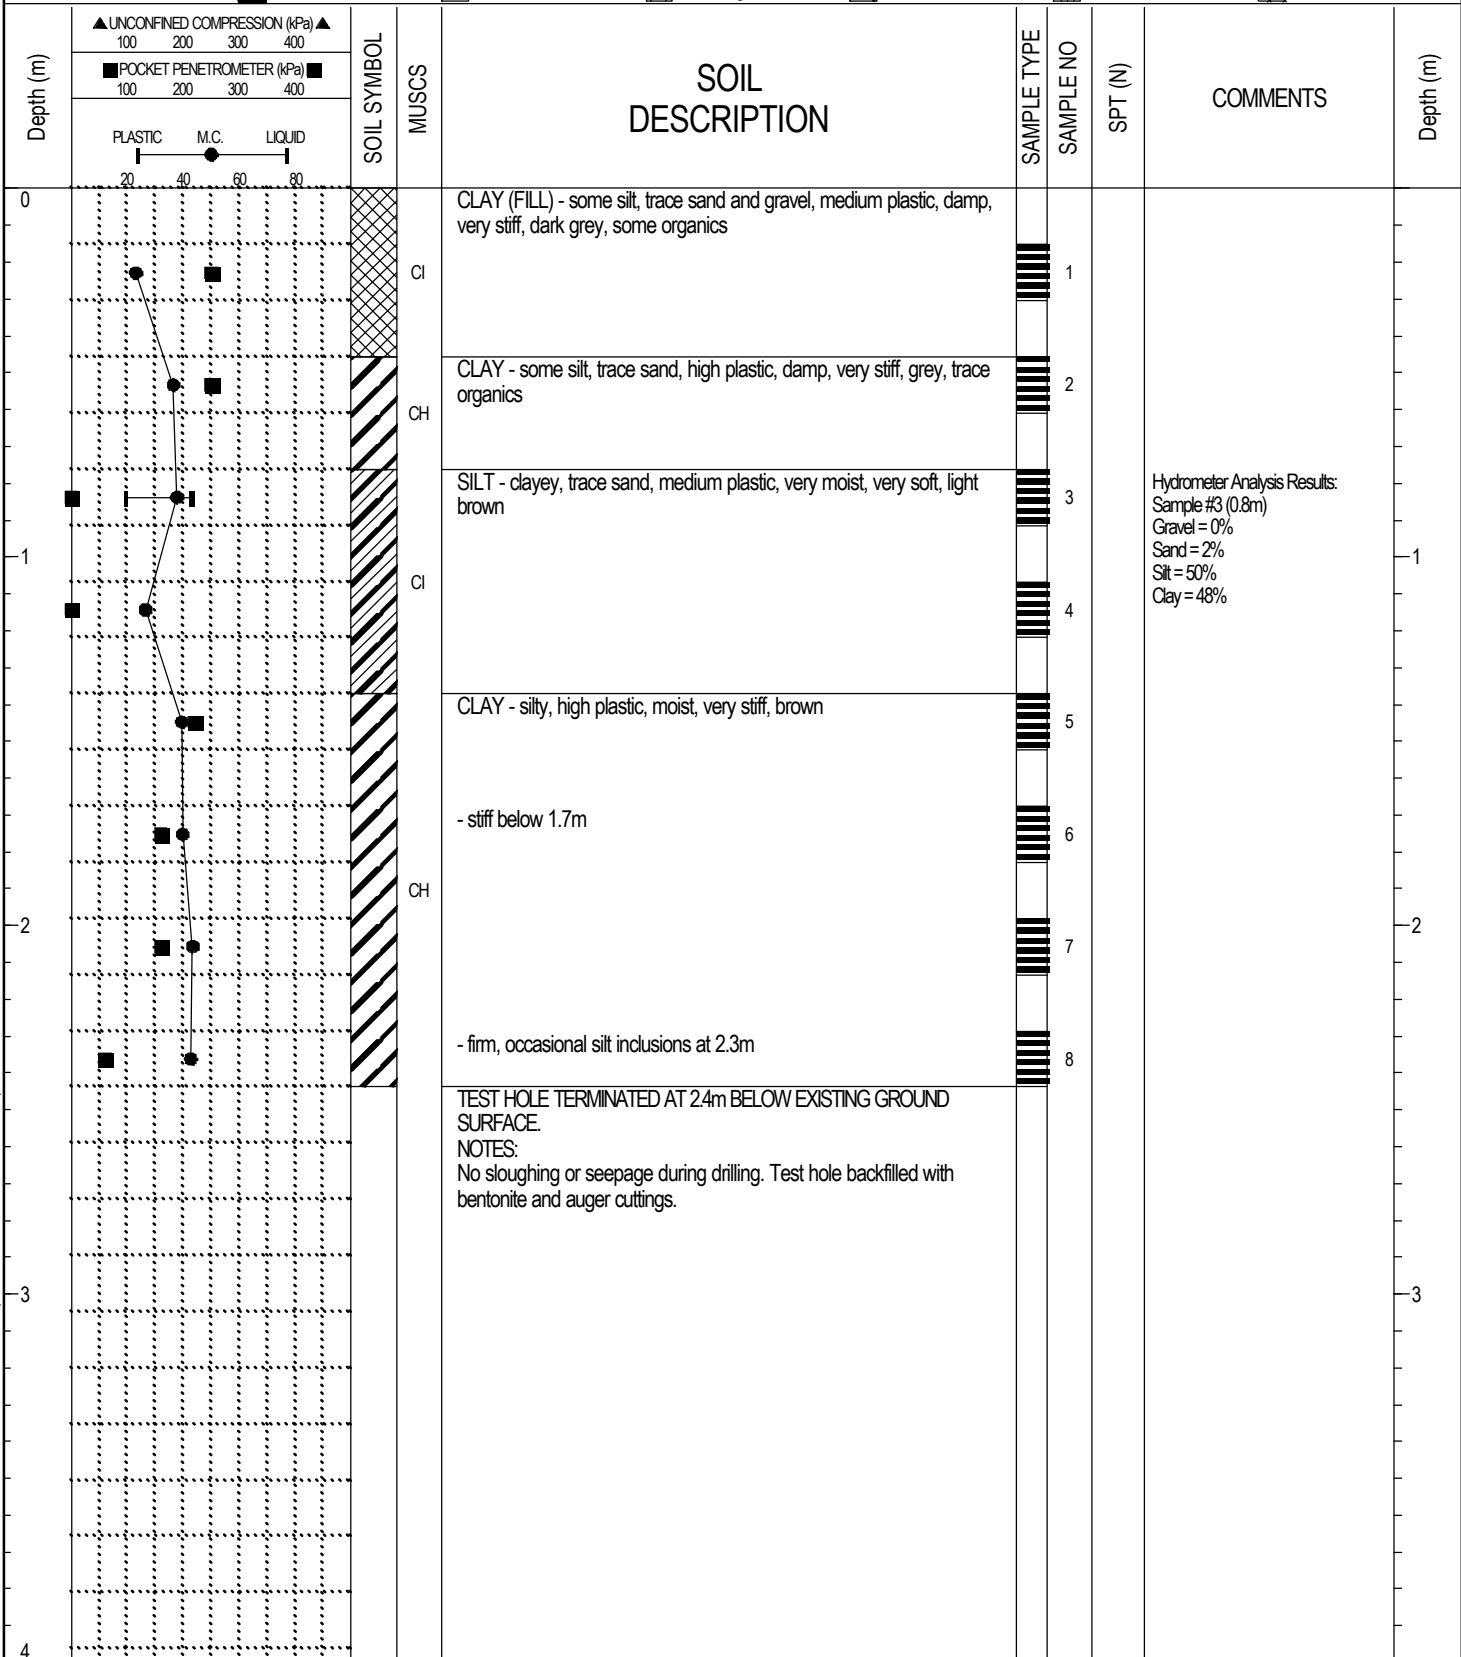 ▲ UNCONFINED COMPRESSION (kPa) ▲
100 200 300 400
■ POCKET PENETROMETER (kPa) ■
100 200 300 400
PLASTIC M.C. LIQUID
20 40 60 80
Depth (m)
SOIL SYMBOL
MUSCS
SOIL
DESCRIPTION
SAMPLE TYPE
SAMPLE NO
SPT (N)
COMMENTS
Depth (m)
0
CLAY (FILL) - some silt, trace sand and gravel, medium plastic, damp,
very stiff, dark grey, some organics
CI
1
CLAY - some silt, trace sand, high plastic, damp, very stiff, grey, trace
organics
CH
2
SILT - clayey, trace sand, medium plastic, very moist, very soft, light
brown
3
Hydrometer Analysis Results:
Sample #3 (0.8m)
Gravel = 0%
Sand = 2%
Silt = 50%
Clay = 48%
1
CI
4
1
CLAY - silty, high plastic, moist, very stiff, brown
5
- stiff below 1.7m
6
CH
2
7
2
- firm, occasional silt inclusions at 2.3m
8
TEST HOLE TERMINATED AT 2.4m BELOW EXISTING GROUND
SURFACE.
NOTES:
No sloughing or seepage during drilling. Test hole backfilled with
bentonite and auger cuttings.
3
3
4